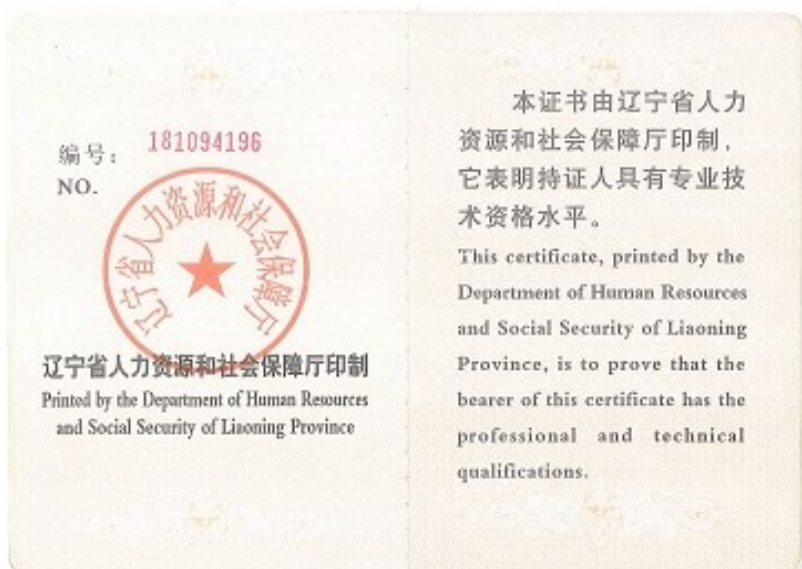 编号：181094196
NO.
辽宁省人力资源和社会保障厅
辽宁省人力资源和社会保障厅印制
Printed by the Department of Human Resources
and Social Security of Liaoning Province
本证书由辽宁省人力
资源和社会保障厅印制，
它表明持证人具有专业技
术资格水平。
This certificate, printed by the
Department of Human Resources
and Social Security of Liaoning
Province, is to prove that the
bearer of this certificate has the
professional and technical
qualifications.